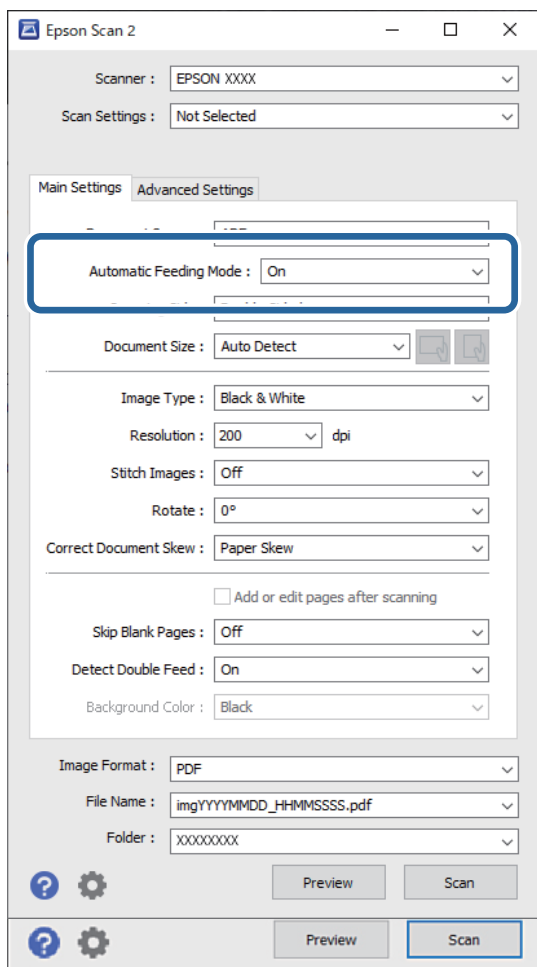 Epson Scan 2
Scanner : EPSON XXXX
Scan Settings : Not Selected
Main Settings Advanced Settings
Automatic Feeding Mode : On
Document Size : Auto Detect
Image Type : Black & White
Resolution : 200 dpi
Stitch Images : Off
Rotate : 0°
Correct Document Skew : Paper Skew
Add or edit pages after scanning
Skip Blank Pages : Off
Detect Double Feed : On
Background Color : Black
Image Format : PDF
File Name : imgYYYYMMDD_HHMMSSSS.pdf
Folder : XXXXXXXX
? Preview Scan
? Preview Scan